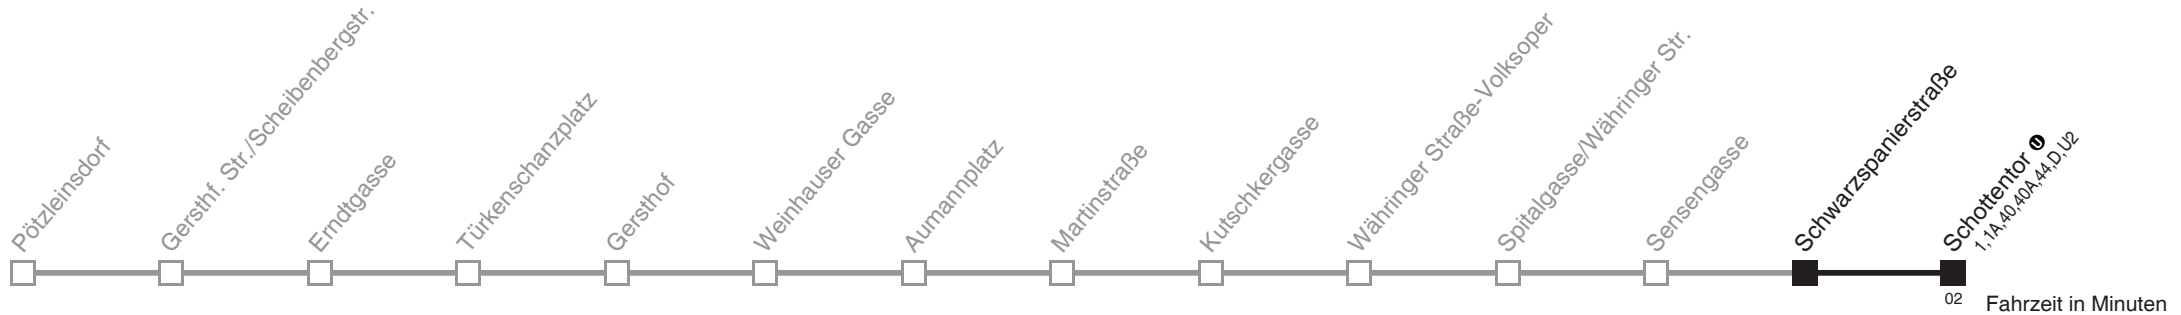 Pötzleinsdorf
Gersthf. Str./Scheibenbergstr.
Erndtgasse
Türkenschanzplatz
Gersthof
Weinhauser Gasse
Aumannplatz
Martinstraße
Kutschkergasse
Währinger Straße-Volksoper
Spitalgasse/Währinger Str.
Sensengasse
Schwarzspanierstraße
Schottentor U
1,1A,40,40A,44,D,U2
02
Fahrzeit in Minuten